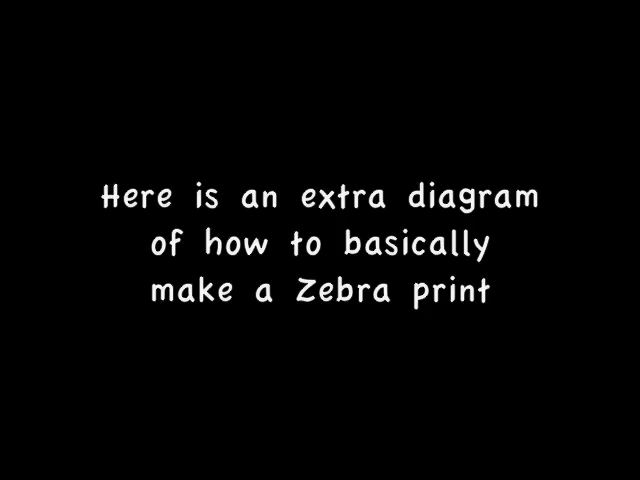 Here is an extra diagram
of how to basically
make a Zebra print